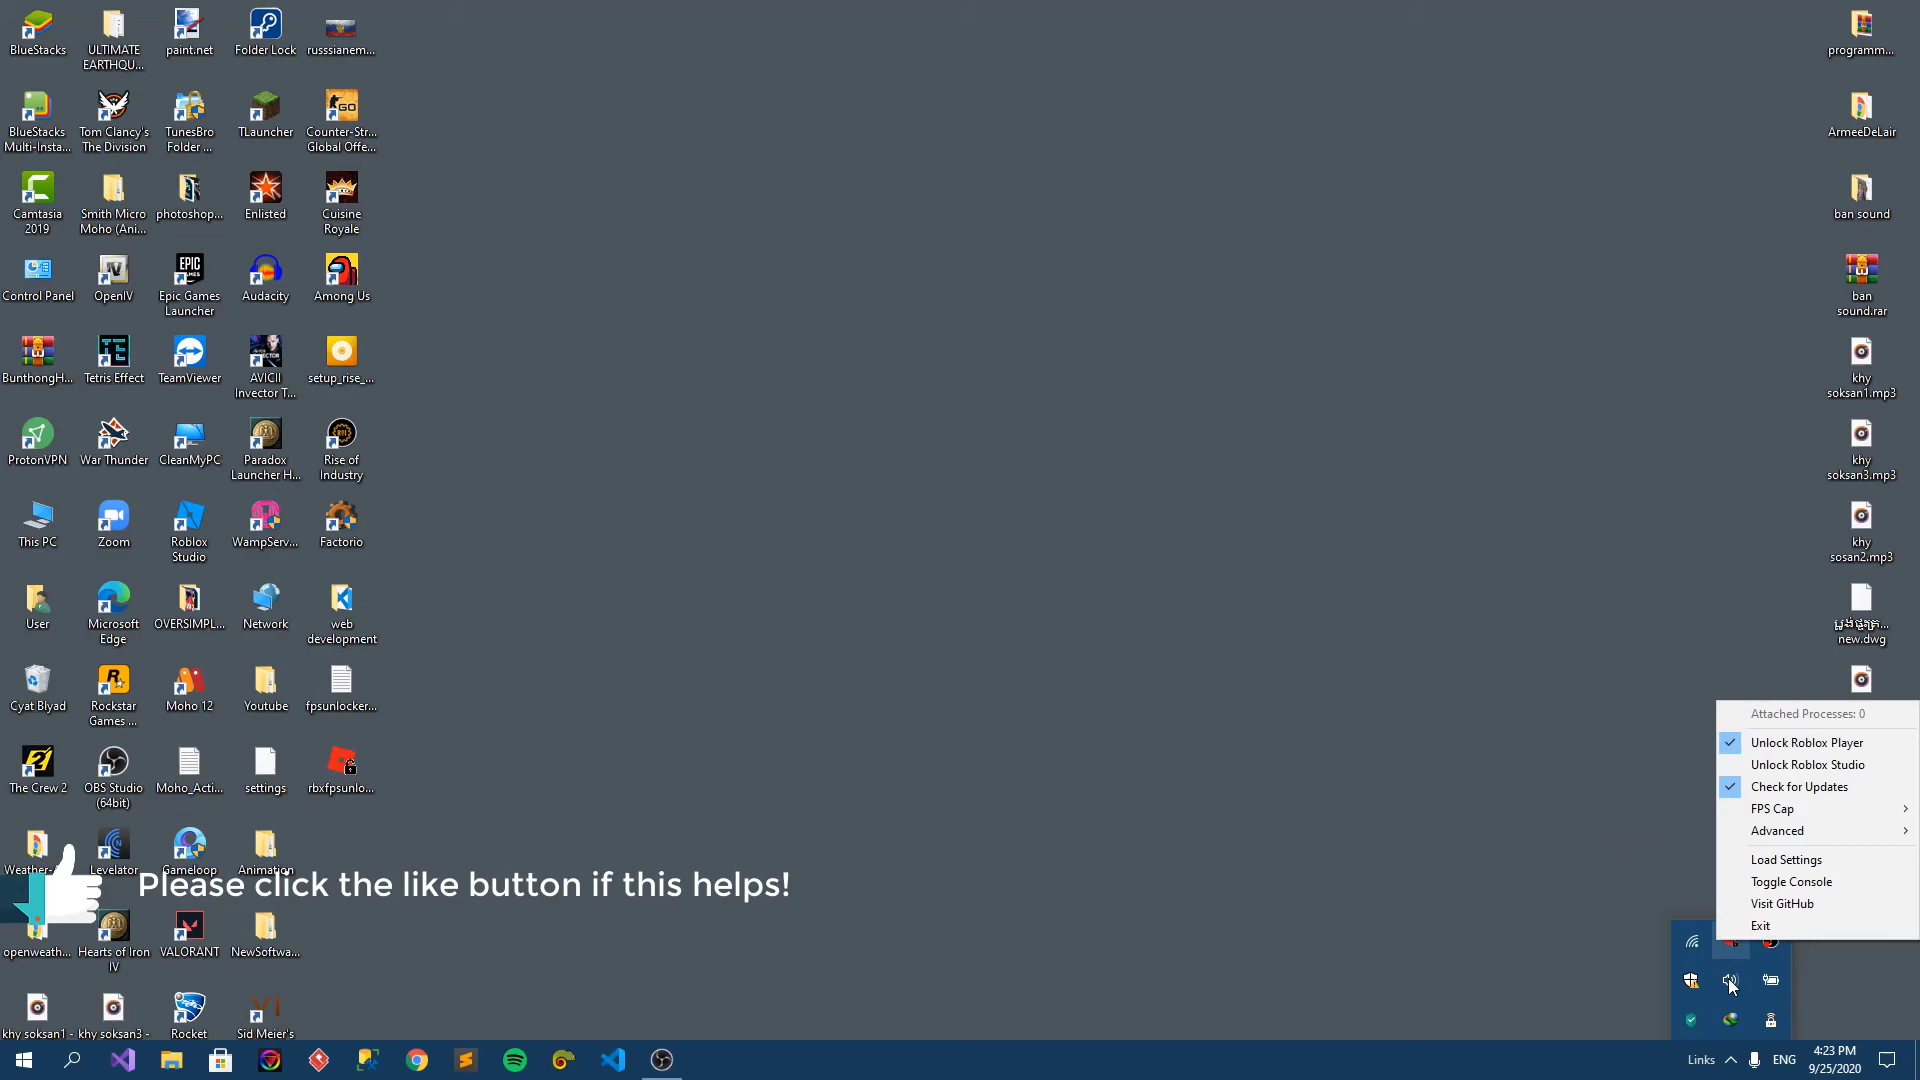 BlueStacks
ULTIMATE
EARTHQU...
paint.net
Folder Lock
russsianem...
programm...
BlueStacks
Multi-Insta...
Tom Clancy's
The Division
TunesBro
Folder ...
TLauncher
Counter-Str...
Global Offe...
ArmeeDeLair
Camtasia
2019
Smith Micro
Moho (Ani...
photoshop...
Enlisted
Cuisine
Royale
ban sound
Control Panel
OpenIV
Epic Games
Launcher
Audacity
Among Us
ban
sound.rar
BunthongH...
Tetris Effect
TeamViewer
AVICII
Invector T...
setup_rise_...
khy
soksan1.mp3
ProtonVPN
War Thunder
CleanMyPC
Paradox
Launcher H...
Rise of
Industry
khy
soksan3.mp3
This PC
Zoom
Roblox
Studio
WampServ...
Factorio
khy
sosan2.mp3
User
Microsoft
Edge
OVERSIMPL...
Network
web
development
new.dwg
Cyat Blyad
Rockstar
Games ...
Moho 12
Youtube
fpsunlocker...
The Crew 2
OBS Studio
(64bit)
Moho_Acti...
settings
rbxfpsunlo...
Attached Processes: 0
Unlock Roblox Player
Unlock Roblox Studio
Check for Updates
FPS Cap
Advanced
Load Settings
Toggle Console
Visit GitHub
Exit
Levelator
Gameloop
Animation
Please click the like button if this helps!
openweath...
Hearts of Iron
IV
VALORANT
NewSoftwa...
khy soksan1 -
khy soksan3 -
Rocket
Sid Meier's
Links
ENG
4:23 PM
9/25/2020